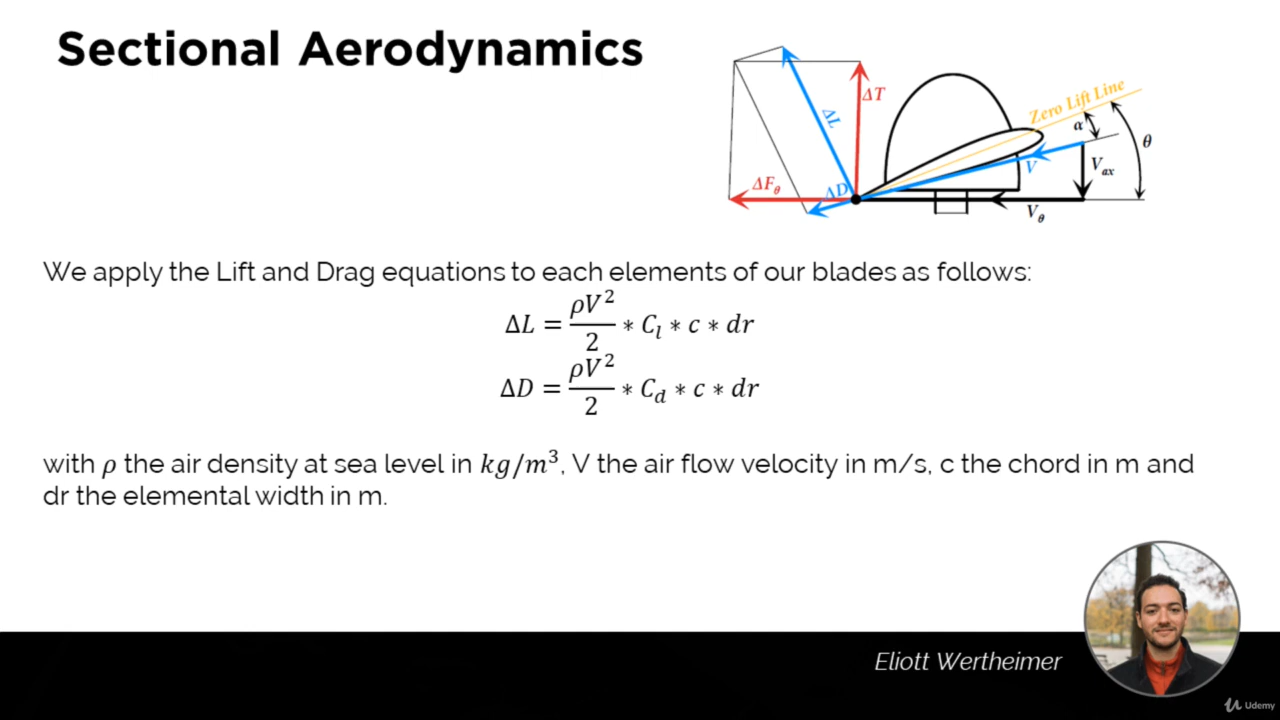 Sectional Aerodynamics
ΔL
ΔT
Zero Lift Line
α
θ
ΔF_θ
ΔD
V
V_ax
V_θ
We apply the Lift and Drag equations to each elements of our blades as follows:
ΔL = ρV²/2 * C_l * c * dr
ΔD = ρV²/2 * C_d * c * dr
with ρ the air density at sea level in kg/m³, V the air flow velocity in m/s, c the chord in m and
dr the elemental width in m.
Eliott Wertheimer
Udemy